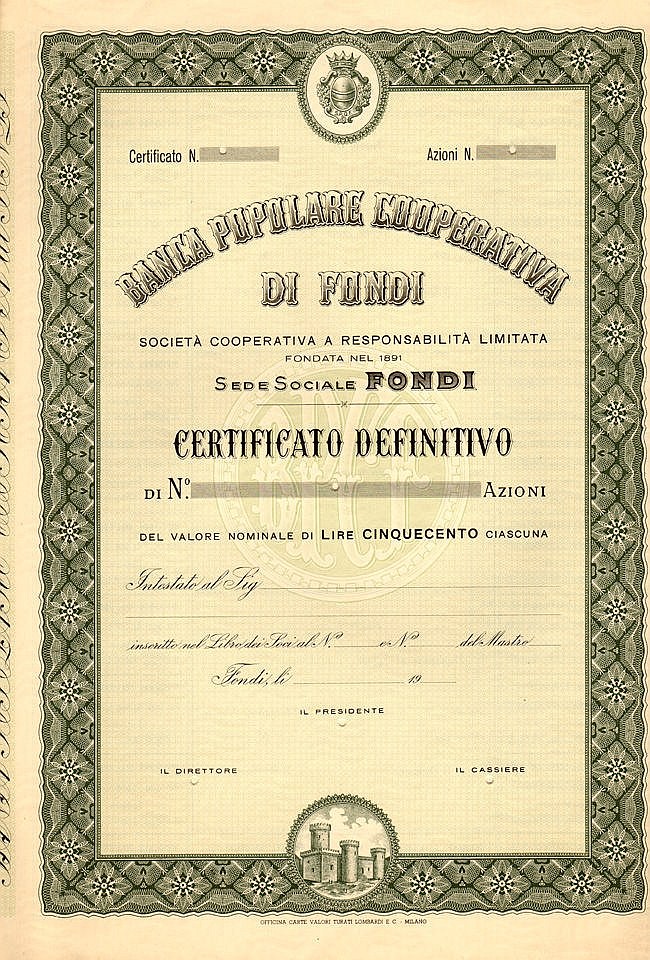 Certificato N.
Azioni N.
BANCA POPULARE COOPERATIVA
DI FONDI
SOCIETÀ COOPERATIVA A RESPONSABILITÀ LIMITATA
FONDATA NEL 1891
SEDE SOCIALE FONDI
CERTIFICATO DEFINITIVO
DI N.º AZIONI
DEL VALORE NOMINALE DI LIRE CINQUECENTO CIASCUNA
Intestato al Sig
inscritto nel Libro dei Soci al N.º e N.º del Mastro
Fondi, lì 19
IL PRESIDENTE
IL DIRETTORE
IL CASSIERE
OFFICINA CARTE VALORI TURATI LOMBARDI E C. - MILANO